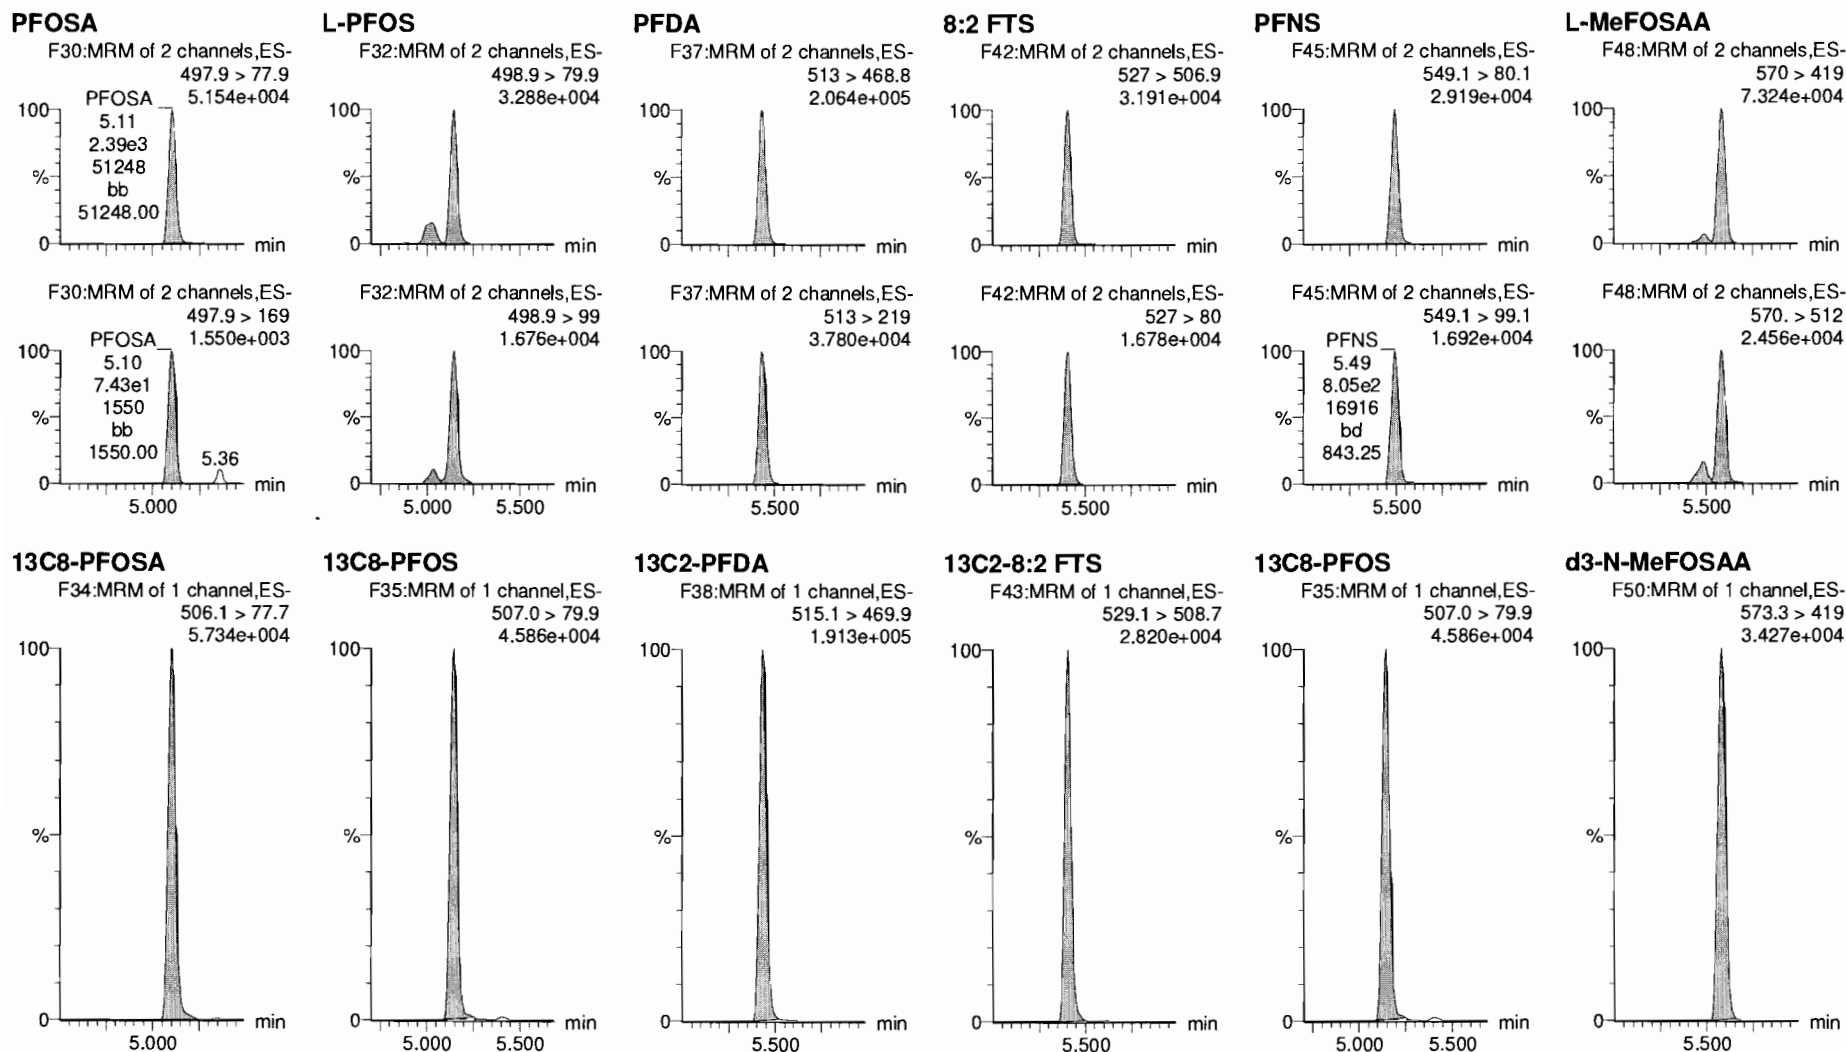 PFOSA
F30:MRM of 2 channels,ES-
497.9 > 77.9
5.154e+004
PFOSA
5.11
2.39e3
51248
bb
51248.00
100
%
0
min
L-PFOS
F32:MRM of 2 channels,ES-
498.9 > 79.9
3.288e+004
100
%
0
min
PFDA
F37:MRM of 2 channels,ES-
513 > 468.8
2.064e+005
100
%
0
min
8:2 FTS
F42:MRM of 2 channels,ES-
527 > 506.9
3.191e+004
100
%
0
min
PFNS
F45:MRM of 2 channels,ES-
549.1 > 80.1
2.919e+004
100
%
0
min
L-MeFOSAA
F48:MRM of 2 channels,ES-
570 > 419
7.324e+004
100
%
0
min
F30:MRM of 2 channels,ES-
497.9 > 169
1.550e+003
PFOSA
5.10
7.43e1
1550
bb
1550.00
5.36
100
%
0
min
5.000
F32:MRM of 2 channels,ES-
498.9 > 99
1.676e+004
100
%
0
min
5.000 5.500
F37:MRM of 2 channels,ES-
513 > 219
3.780e+004
100
%
0
min
5.500
F42:MRM of 2 channels,ES-
527 > 80
1.678e+004
100
%
0
min
5.500
F45:MRM of 2 channels,ES-
549.1 > 99.1
1.692e+004
PFNS
5.49
8.05e2
16916
bd
843.25
100
%
0
min
5.500
F48:MRM of 2 channels,ES-
570. > 512
2.456e+004
100
%
0
min
5.500
13C8-PFOSA
F34:MRM of 1 channel,ES-
506.1 > 77.7
5.734e+004
100
%
0
min
5.000
13C8-PFOS
F35:MRM of 1 channel,ES-
507.0 > 79.9
4.586e+004
100
%
0
min
5.000 5.500
13C2-PFDA
F38:MRM of 1 channel,ES-
515.1 > 469.9
1.913e+005
100
%
0
min
5.500
13C2-8:2 FTS
F43:MRM of 1 channel,ES-
529.1 > 508.7
2.820e+004
100
%
0
min
5.500
13C8-PFOS
F35:MRM of 1 channel,ES-
507.0 > 79.9
4.586e+004
100
%
0
min
5.000 5.500
d3-N-MeFOSAA
F50:MRM of 1 channel,ES-
573.3 > 419
3.427e+004
100
%
0
min
5.500